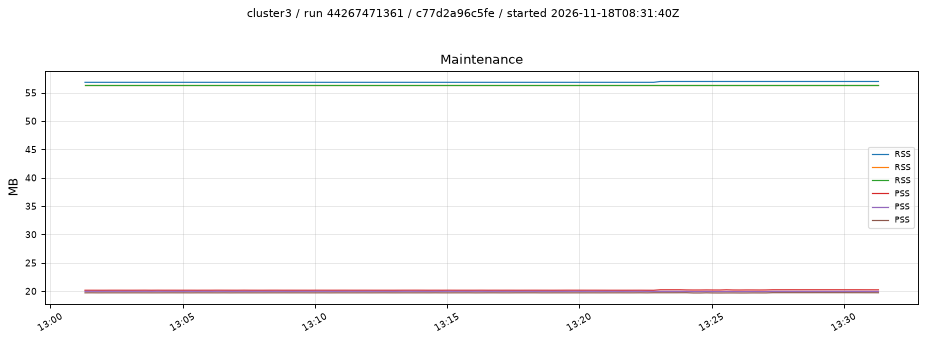 cluster3 / run 44267471361 / c77d2a96c5fe / started 2026-11-18T08:31:40Z
Maintenance
MB
55
50
45
40
35
30
25
20
13:00
13:05
13:10
13:15
13:20
13:25
13:30
RSS
RSS
RSS
PSS
PSS
PSS